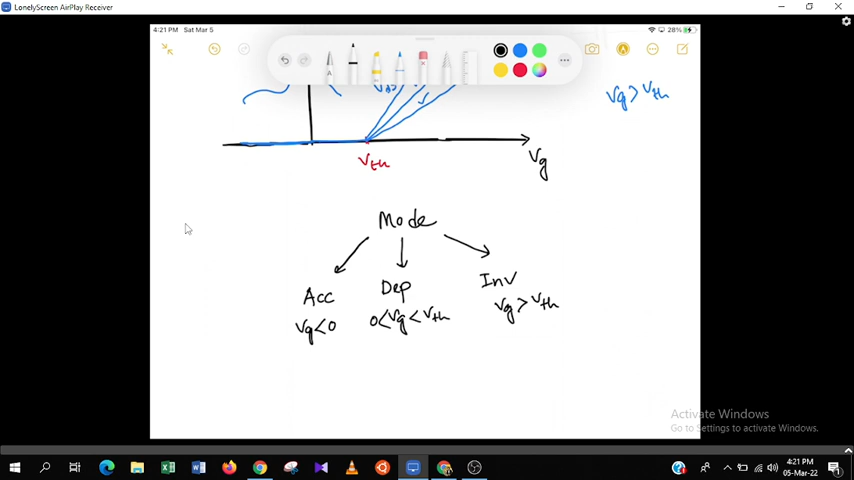 LonelyScreen AirPlay Receiver
4:21 PM Sat Mar 5
28%
A
Vg > Vth
Vth
Vg
Mode
Acc Dep Inv
Vg<0 0<Vg<Vth Vg>Vth
Activate Windows
Go to Settings to activate Windows.
4:21 PM
05-Mar-22